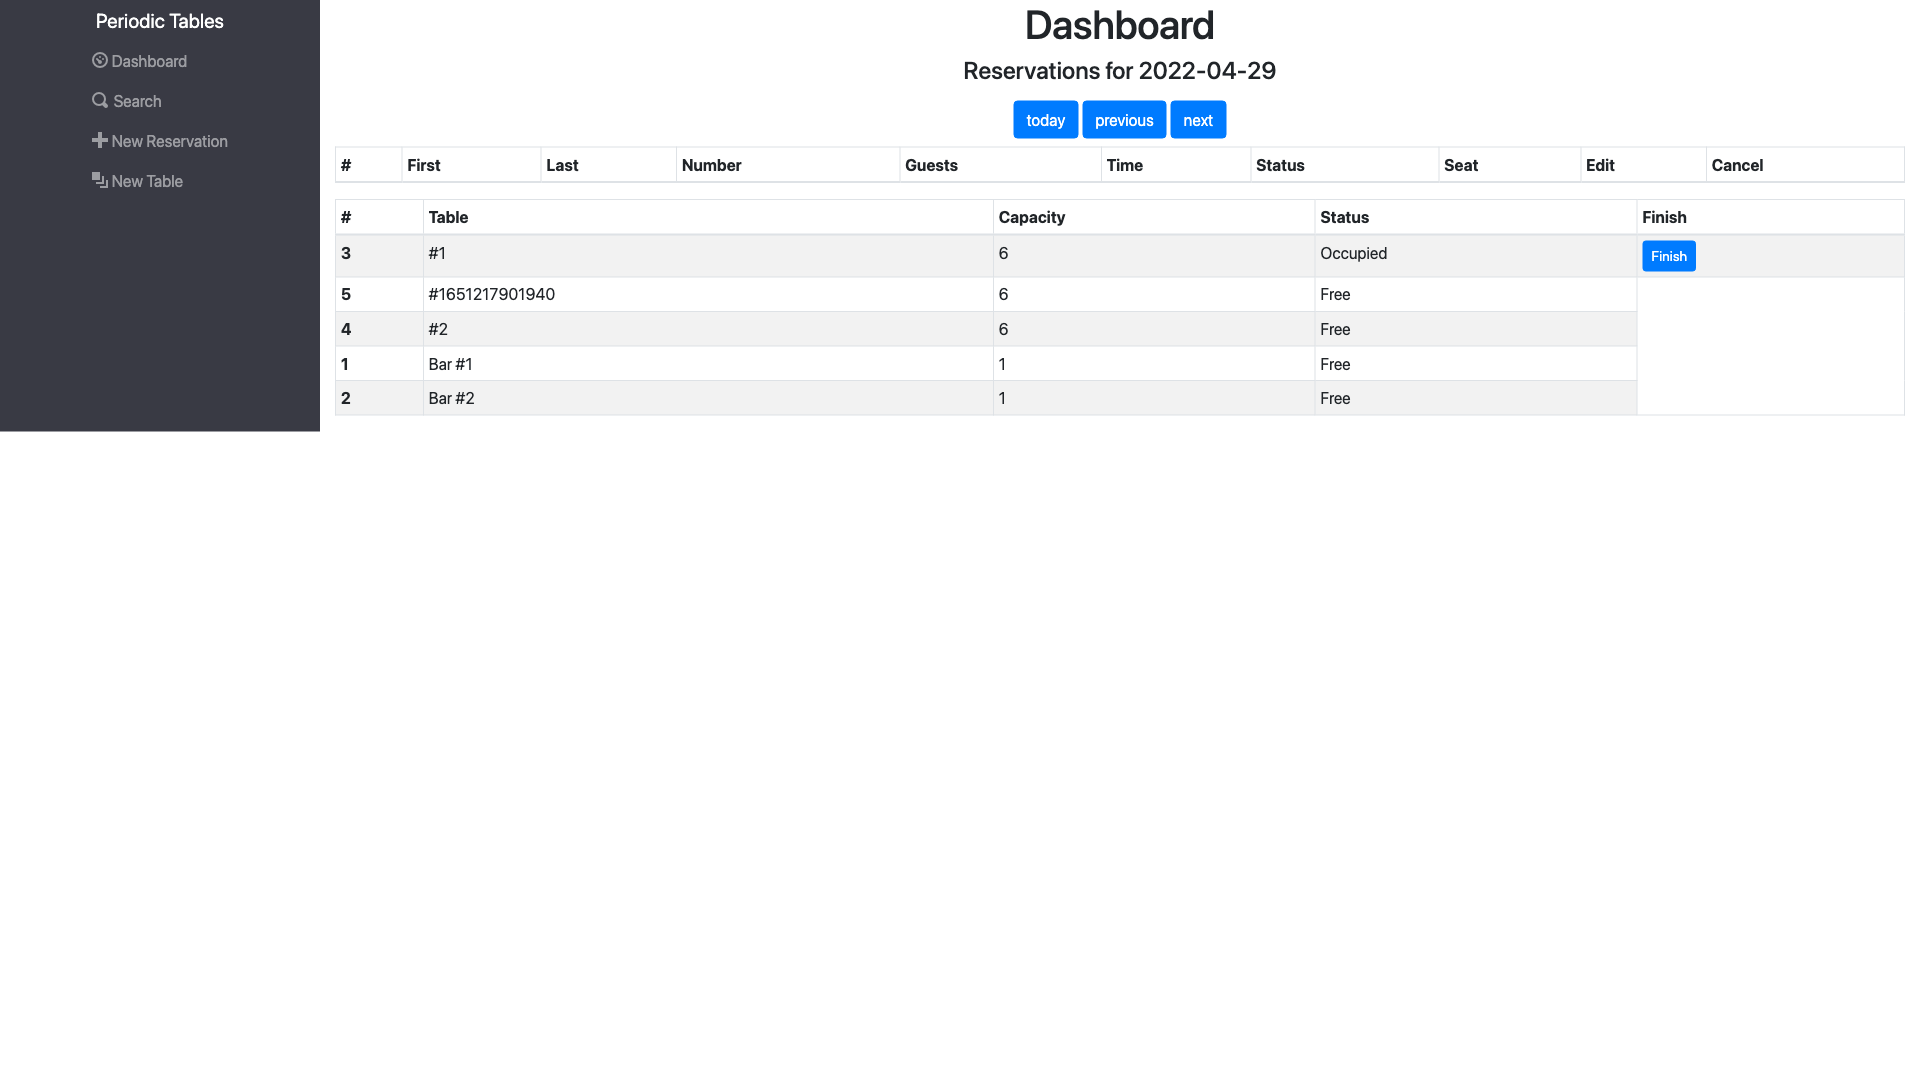 Periodic Tables
Dashboard
Search
New Reservation
New Table
Dashboard
Reservations for 2022-04-29
today previous next
# First Last Number Guests Time Status Seat Edit Cancel
# Table Capacity Status Finish
3 #1 6 Occupied Finish
5 #1651217901940 6 Free
4 #2 6 Free
1 Bar #1 1 Free
2 Bar #2 1 Free